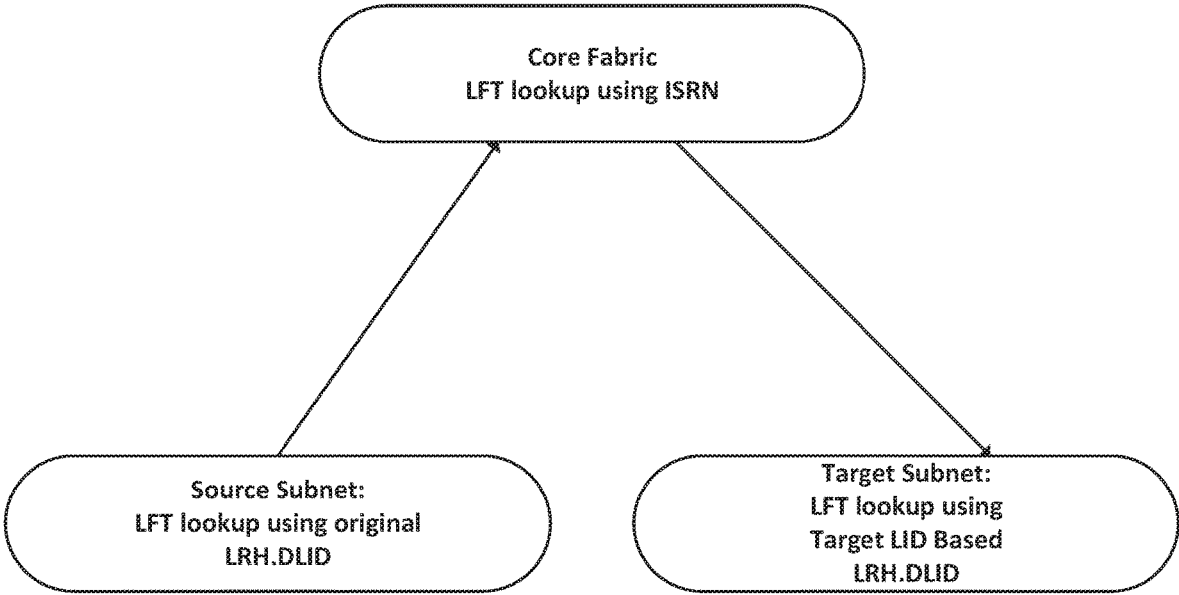 Core Fabric
LFT lookup using ISRN
Source Subnet:
LFT lookup using original
LRH.DLID
Target Subnet:
LFT lookup using
Target LID Based
LRH.DLID